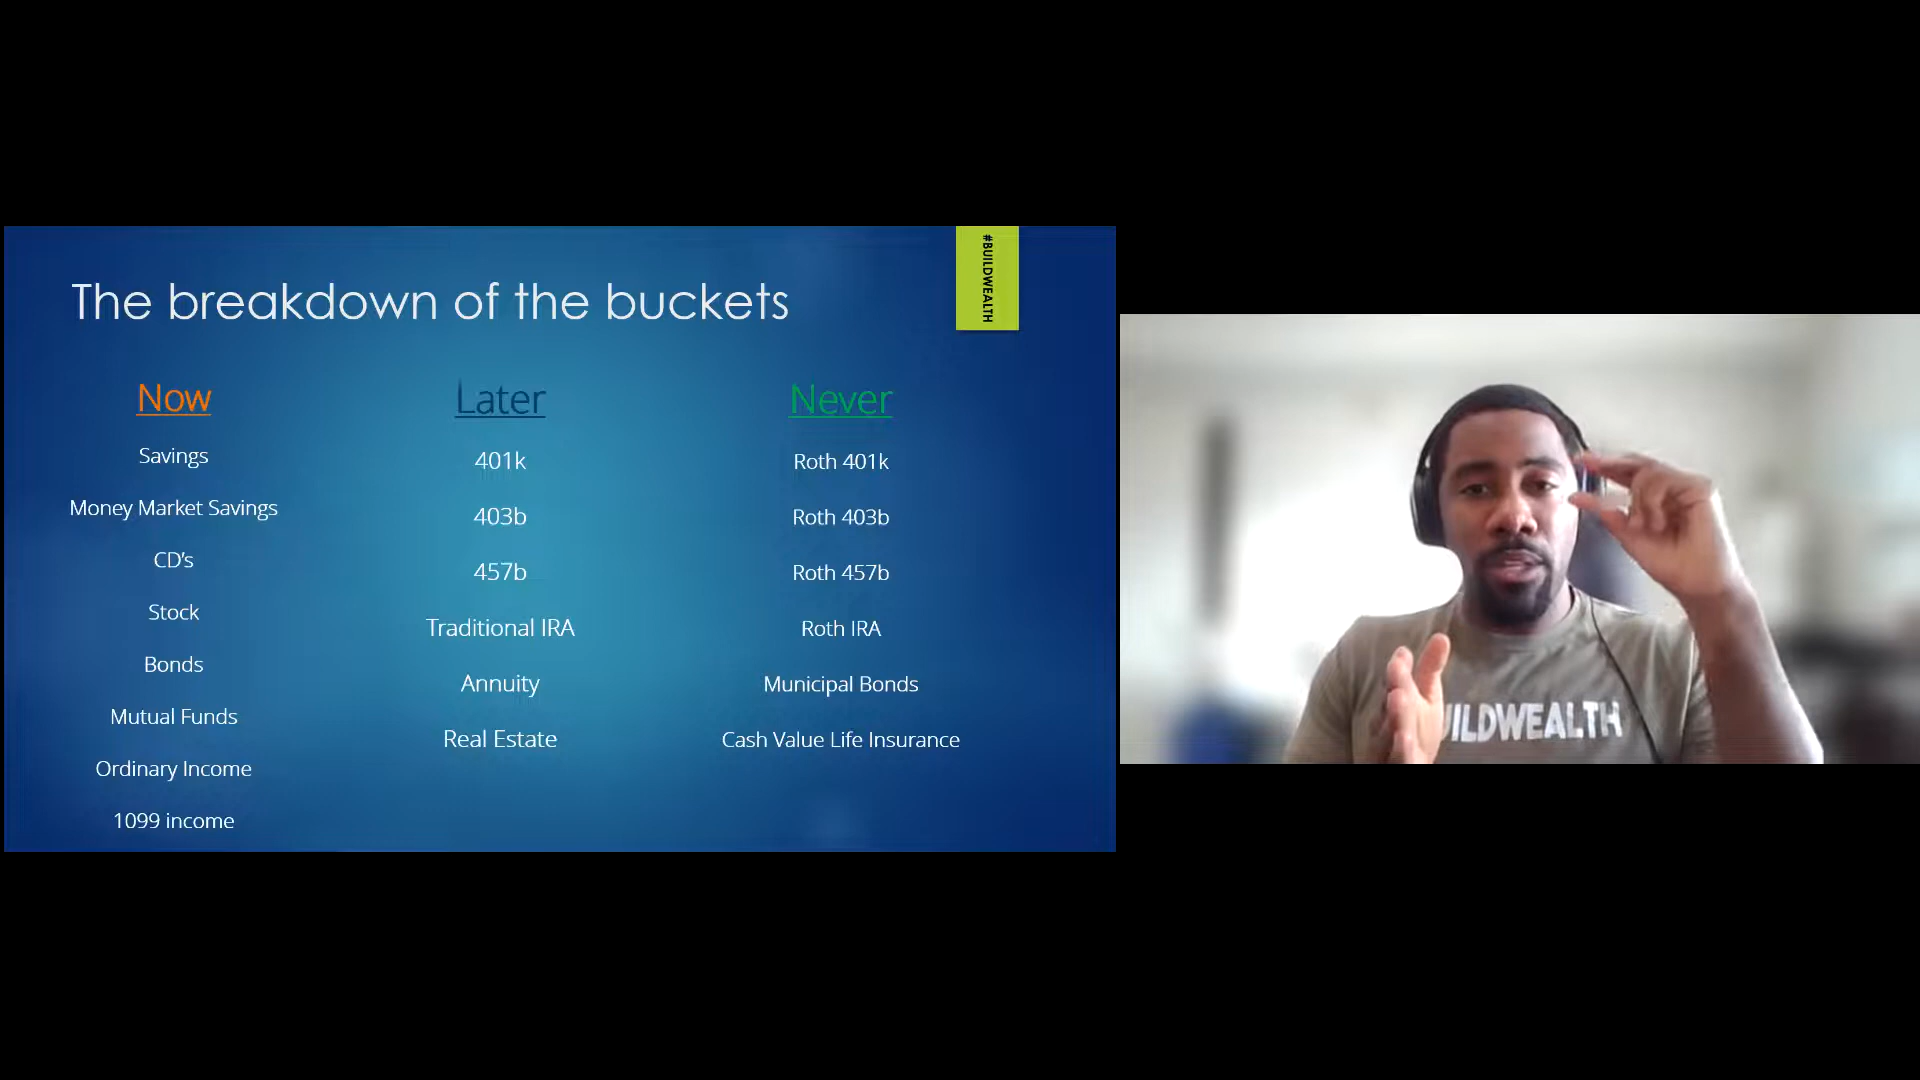 The breakdown of the buckets
#BUILDWEALTH
Now
Savings
Money Market Savings
CD's
Stock
Bonds
Mutual Funds
Ordinary Income
1099 income
Later
401k
403b
457b
Traditional IRA
Annuity
Real Estate
Never
Roth 401k
Roth 403b
Roth 457b
Roth IRA
Municipal Bonds
Cash Value Life Insurance
UILDWEALTH